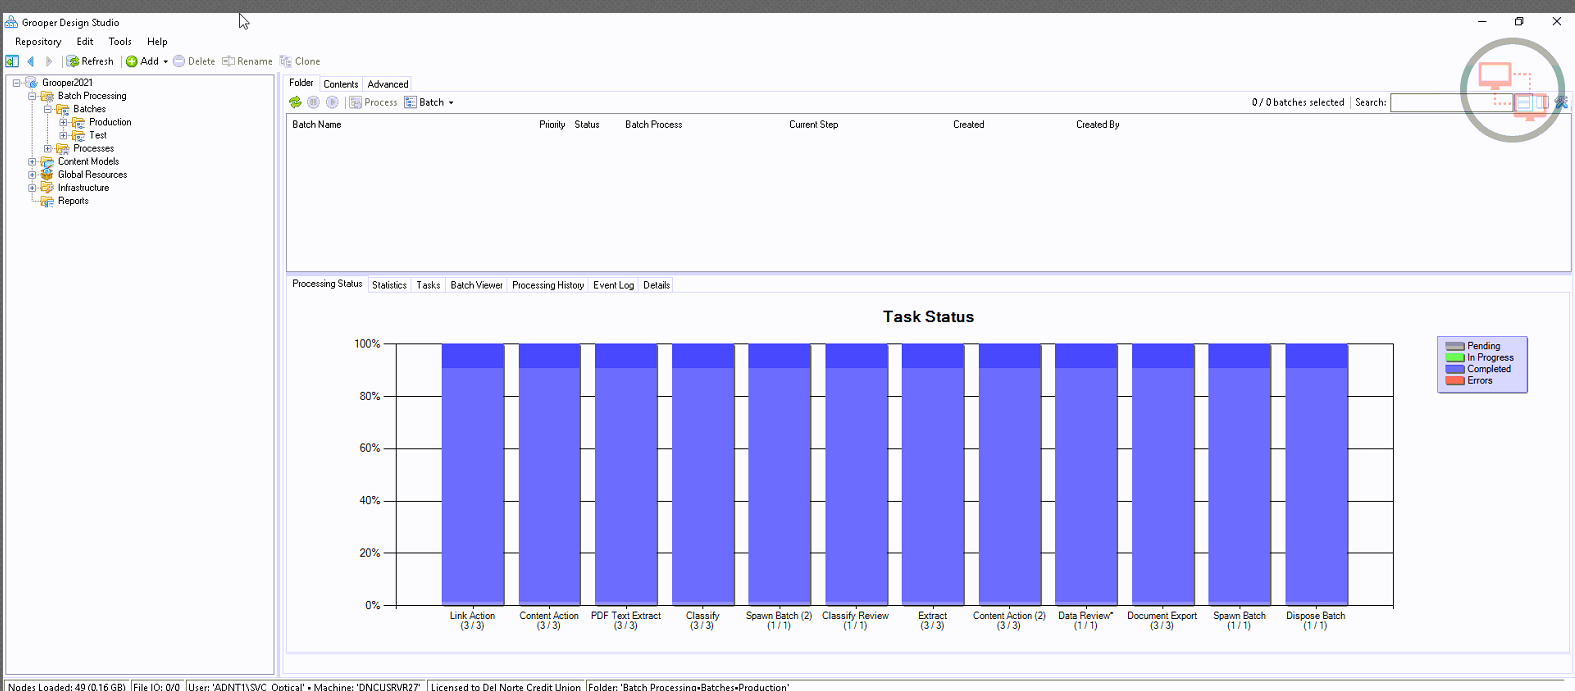 Grooper Design Studio
Repository Edit Tools Help
Refresh Add Delete Rename Clone
Grooper2021
Batch Processing
Batches
Production
Test
Processes
Content Models
Global Resources
Infrastructure
Reports
Folder Contents Advanced
Process Batch 0 / 0 batches selected Search:
Batch Name Priority Status Batch Process Current Step Created Created By
Processing Status Statistics Tasks Batch Viewer Processing History Event Log Details
Task Status
100%
80%
60%
40%
20%
0%
Pending
In Progress
Completed
Errors
Link Action Content Action PDF Text Extract Classify Spawn Batch (2) Classify Review Extract Content Action (2) Data Review* Document Export Spawn Batch Dispose Batch
(3 / 3) (3 / 3) (3 / 3) (3 / 3) (1 / 1) (1 / 1) (3 / 3) (3 / 3) (1 / 1) (3 / 3) (1 / 1) (1 / 1)
Nodes Loaded: 49 (0.16 GB) File IO: 0/0 User: 'ADNT1\SVC_Optical' • Machine: 'DNCUSRVR27' Licensed to Del Norte Credit Union Folder: 'Batch Processing▪Batches▪Production'